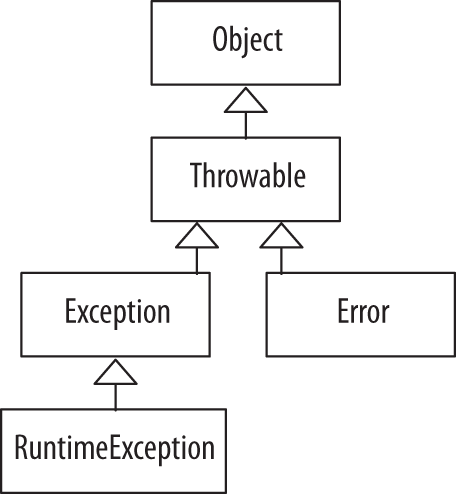 Object
Throwable
Exception
Error
RuntimeException